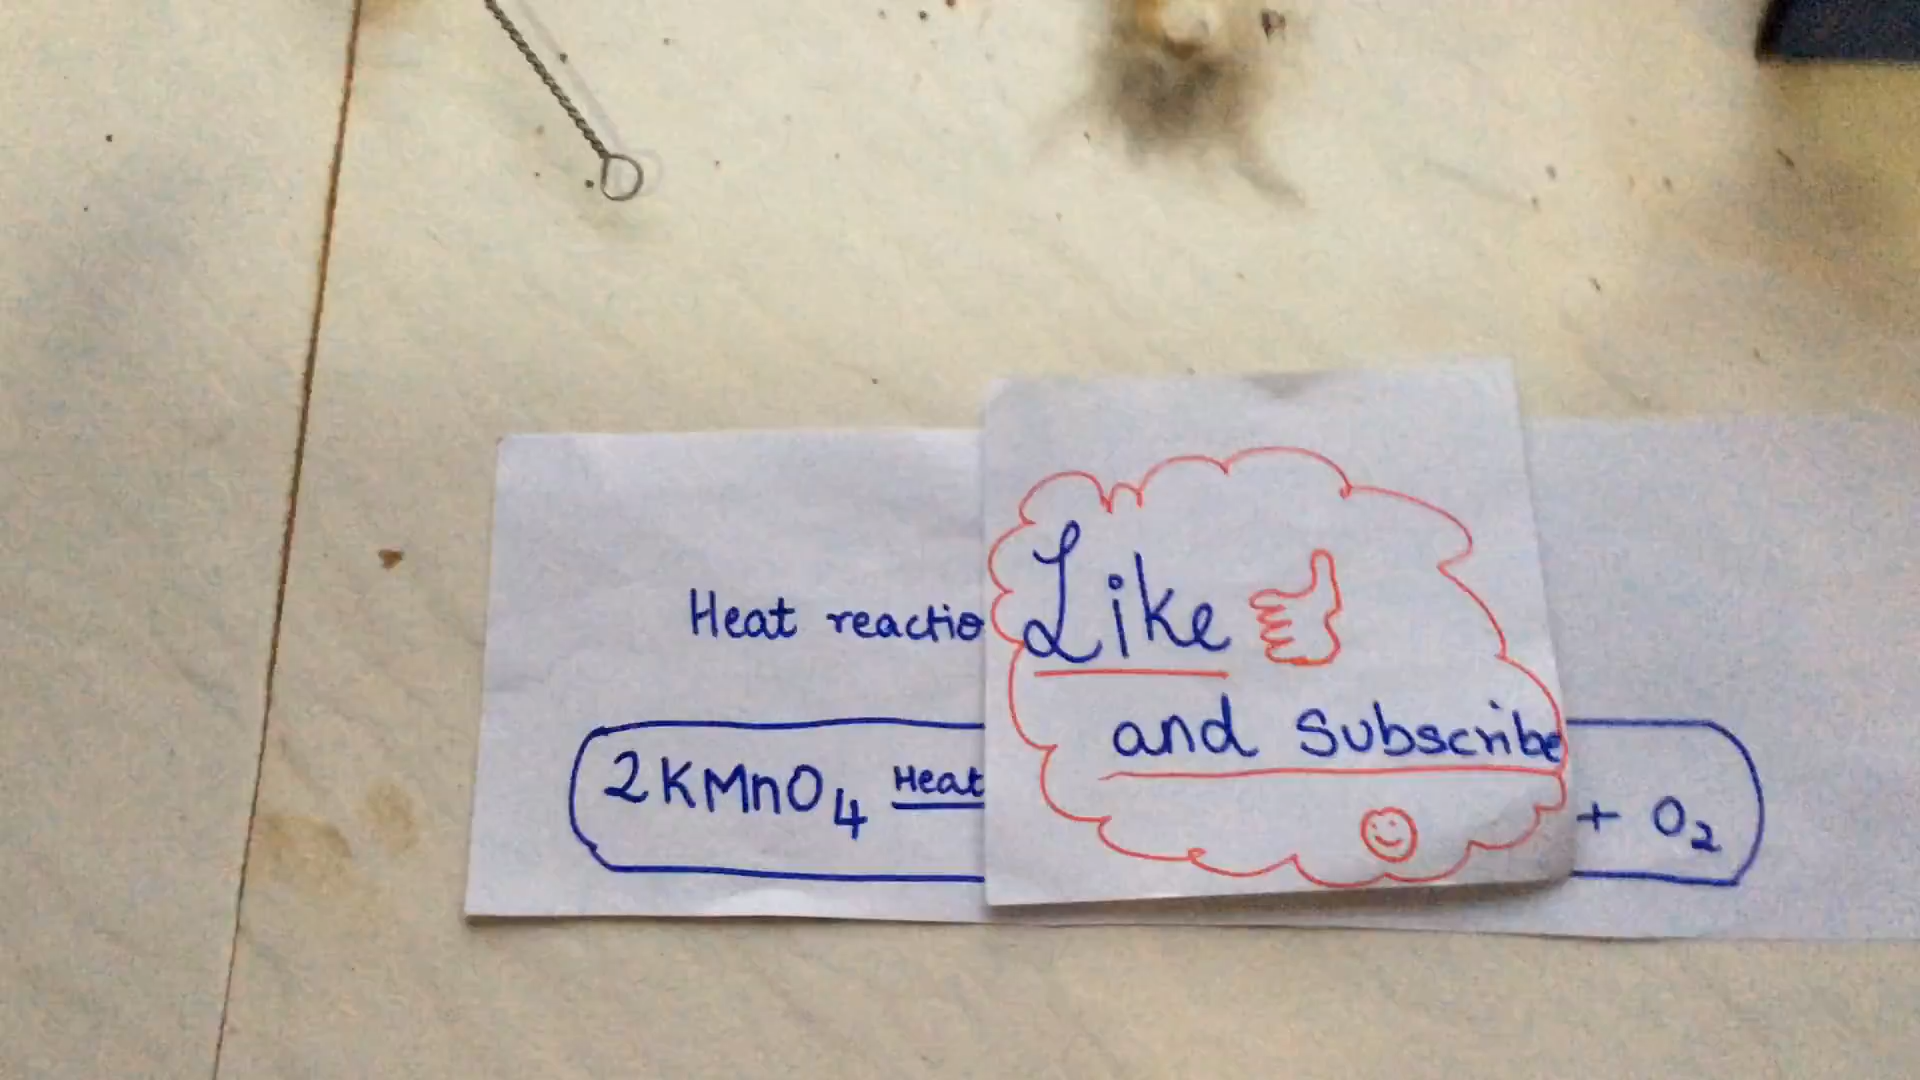 Heat reactio
Like
and Subscribe
2KMnO₄ Heat
+ O₂